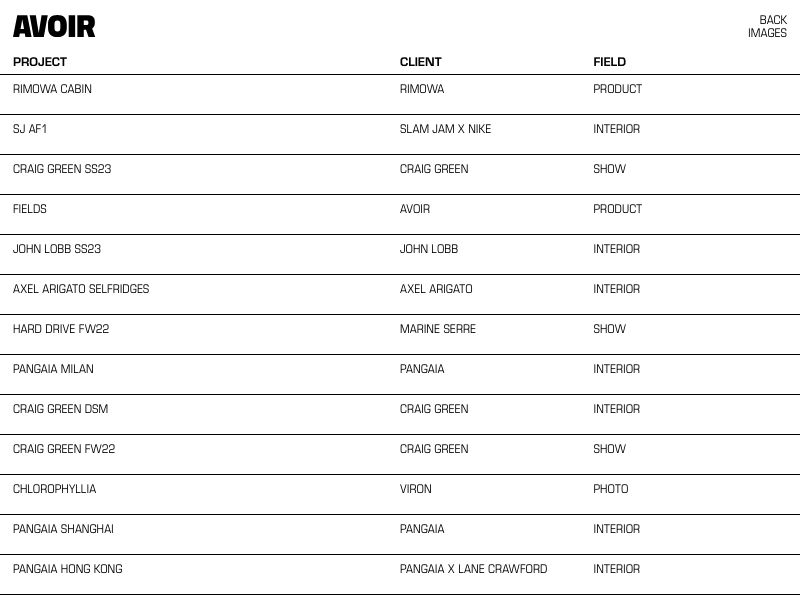 AVOIR
BACK
IMAGES
PROJECT CLIENT FIELD
RIMOWA CABIN RIMOWA PRODUCT
SJ AF1 SLAM JAM X NIKE INTERIOR
CRAIG GREEN SS23 CRAIG GREEN SHOW
FIELDS AVOIR PRODUCT
JOHN LOBB SS23 JOHN LOBB INTERIOR
AXEL ARIGATO SELFRIDGES AXEL ARIGATO INTERIOR
HARD DRIVE FW22 MARINE SERRE SHOW
PANGAIA MILAN PANGAIA INTERIOR
CRAIG GREEN DSM CRAIG GREEN INTERIOR
CRAIG GREEN FW22 CRAIG GREEN SHOW
CHLOROPHYLLIA VIRON PHOTO
PANGAIA SHANGHAI PANGAIA INTERIOR
PANGAIA HONG KONG PANGAIA X LANE CRAWFORD INTERIOR